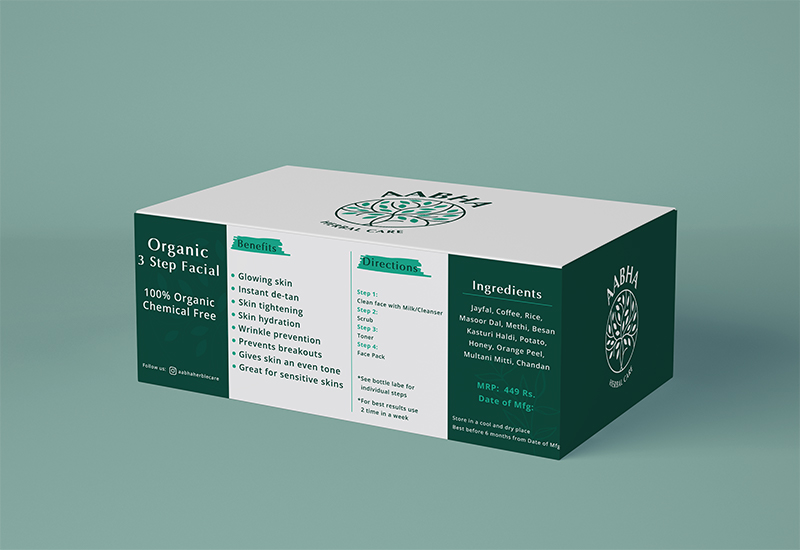 AABHA
HERBAL CARE
Organic
3 Step Facial
100% Organic
Chemical Free
Follow us: aabhaherblecare
Benefits
Glowing skin
Instant de-tan
Skin tightening
Skin hydration
Wrinkle prevention
Prevents breakouts
Gives skin an even tone
Great for sensitive skins
Directions
Step 1:
Clean face with Milk/Cleanser
Step 2:
Scrub
Step 3:
Toner
Step 4:
Face Pack
*See bottle labe for
individual steps
*For best results use
2 time in a week
Ingredients
Jayfal, Coffee, Rice,
Masoor Dal, Methi, Besan
Kasturi Haldi, Potato,
Honey, Orange Peel,
Multani Mitti, Chandan
MRP: 449 Rs.
Date of Mfg:
Store in a cool and dry place
Best before 6 months from Date of Mfg
AABHA
HERBAL CARE